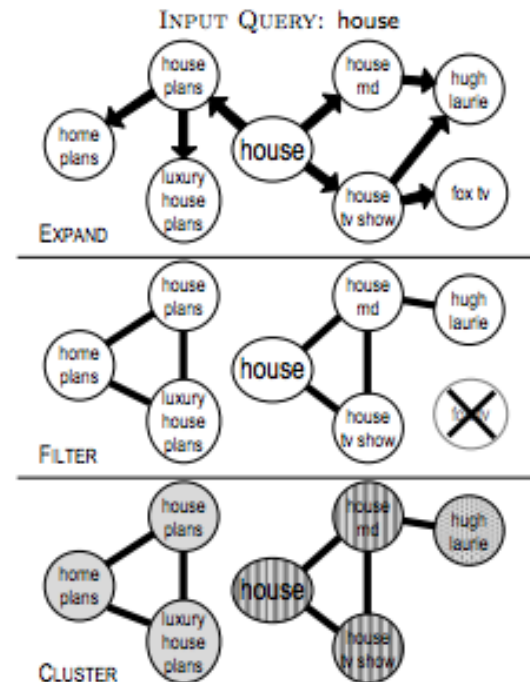 INPUT QUERY: house
house
plans
house
md
hugh
laurie
home
plans
house
luxury
house
plans
house
tv show
fox tv
EXPAND
house
plans
house
md
hugh
laurie
home
plans
house
luxury
house
plans
house
tv show
FILTER
house
plans
house
md
hugh
laurie
home
plans
house
luxury
house
plans
house
tv show
CLUSTER